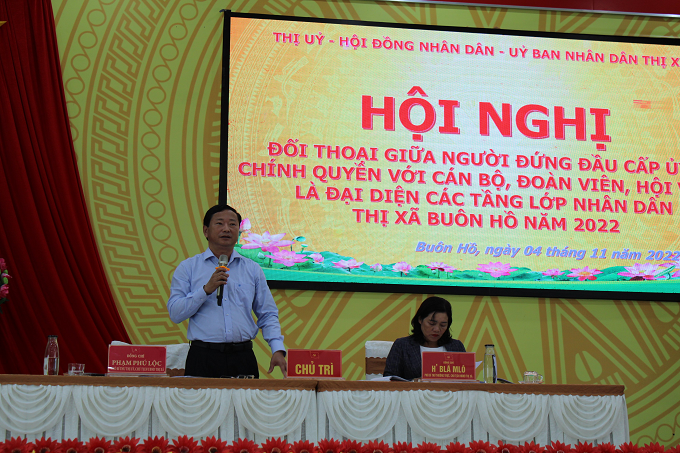 THỊ UỶ - HỘI ĐỒNG NHÂN DÂN - UỶ BAN NHÂN DÂN THỊ X
HỘI NGHỊ
ĐỐI THOẠI GIỮA NGƯỜI ĐỨNG ĐẦU CẤP Ủ
CHÍNH QUYỀN VỚI CÁN BỘ, ĐOÀN VIÊN, HỘI V
LÀ ĐẠI DIỆN CÁC TẦNG LỚP NHÂN DÂN
THỊ XÃ BUÔN HỒ NĂM 2022
Buôn Hồ, ngày 04 tháng 11 năm 2022
ĐỒNG CHÍ
PHẠM PHÚ LỘC
CHỦ TRÌ
H' BLĂ MLÔ